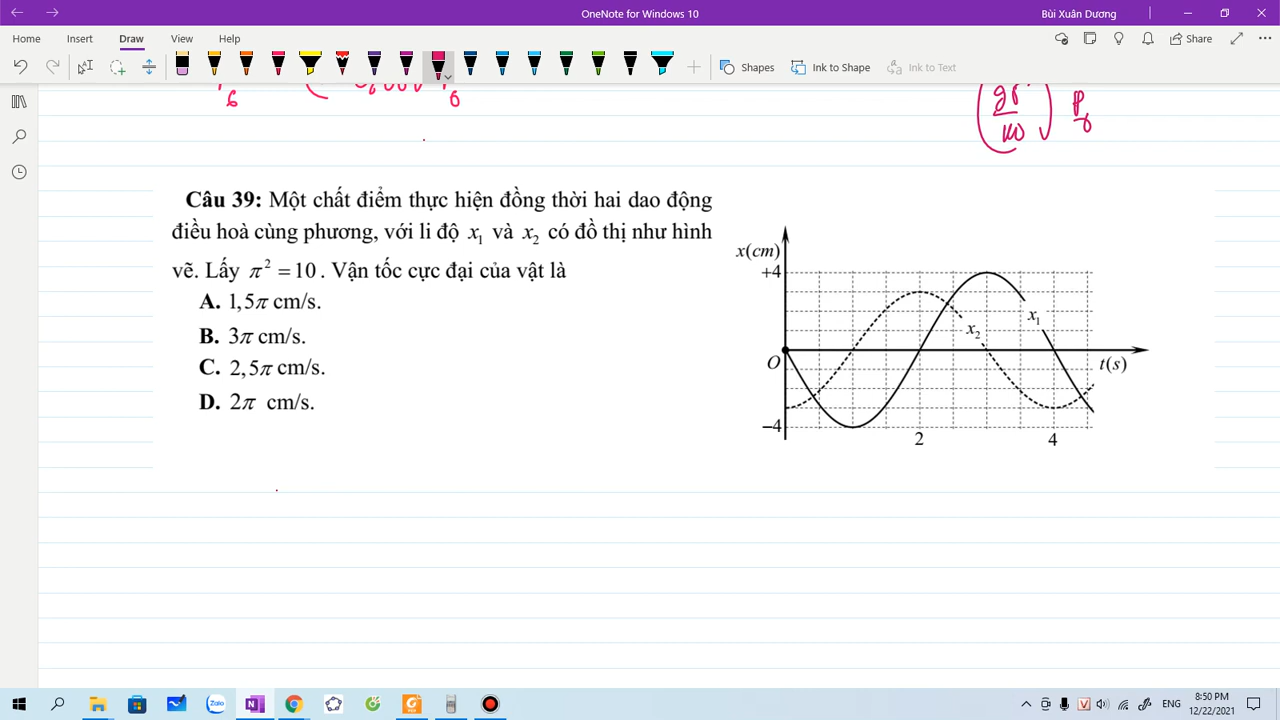 OneNote for Windows 10
Bùi Xuân Dương
Home Insert Draw View Help
Share
Shapes
Ink to Shape
Ink to Text
Câu 39: Một chất điểm thực hiện đồng thời hai dao động
điều hoà cùng phương, với li độ x₁ và x₂ có đồ thị như hình
vẽ. Lấy π² = 10. Vận tốc cực đại của vật là
A. 1,5π cm/s.
B. 3π cm/s.
C. 2,5π cm/s.
D. 2π cm/s.
x(cm)
+4
x₁
x₂
O
t(s)
−4
2
4
Zalo
ENG
8:50 PM
12/22/2021